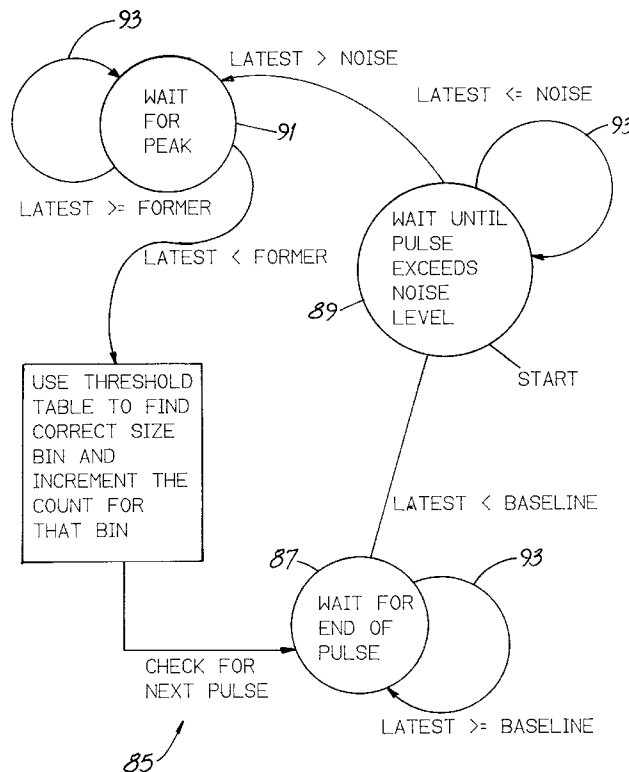 93
LATEST > NOISE
LATEST <= NOISE
93
WAIT
FOR
PEAK
91
LATEST >= FORMER
WAIT UNTIL
PULSE
EXCEEDS
NOISE
LEVEL
89
LATEST < FORMER
START
USE THRESHOLD
TABLE TO FIND
CORRECT SIZE
BIN AND
INCREMENT THE
COUNT FOR
THAT BIN
LATEST < BASELINE
87
93
WAIT FOR
END OF
PULSE
CHECK FOR
NEXT PULSE
LATEST >= BASELINE
85